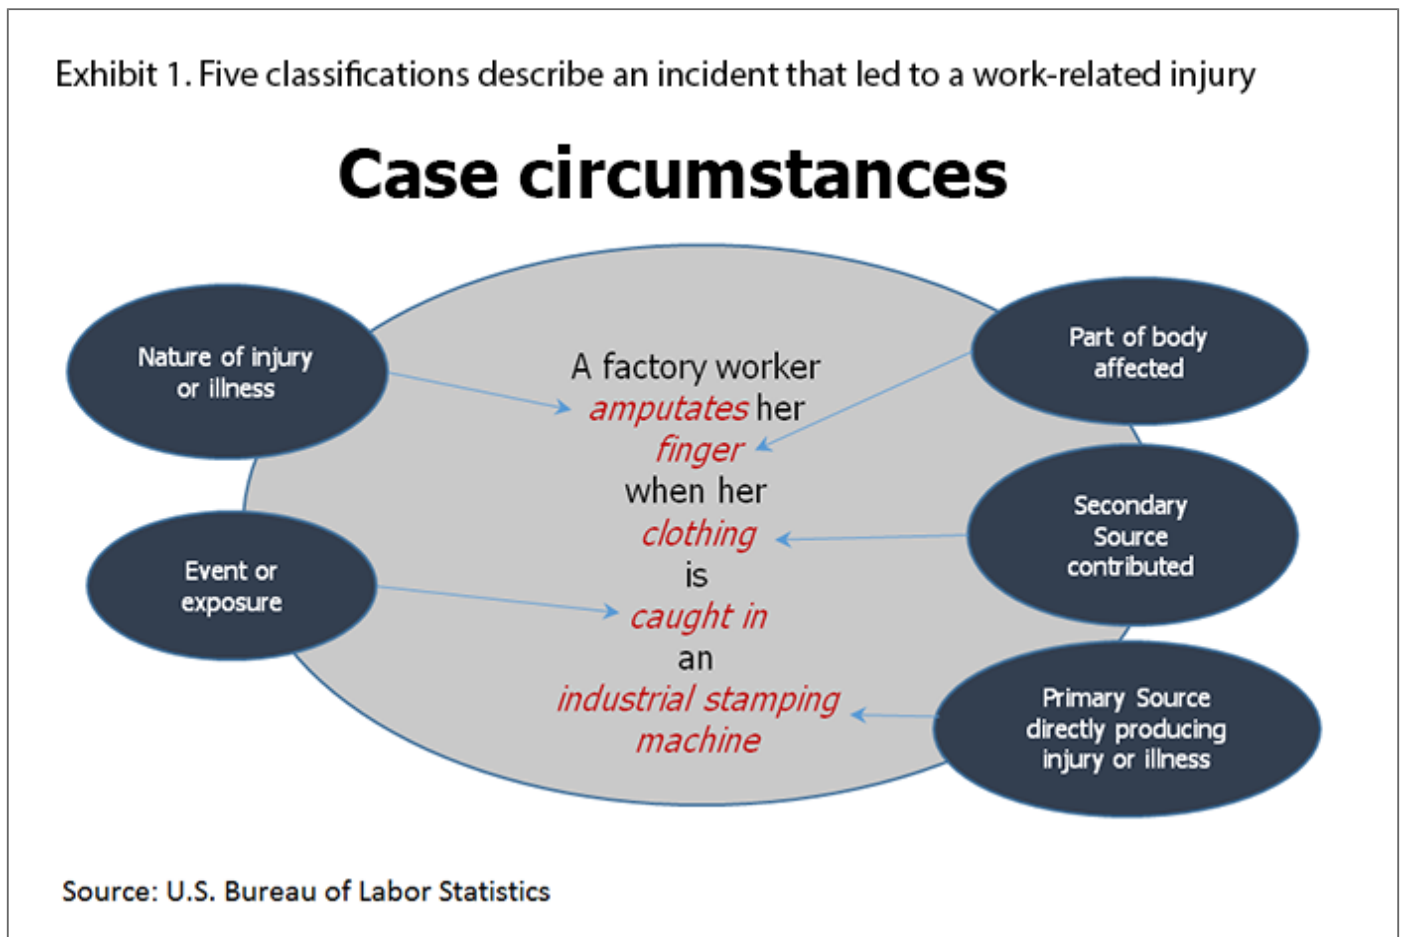 Exhibit 1. Five classifications describe an incident that led to a work-related injury
Case circumstances
Nature of injury
or illness
Event or
exposure
A factory worker
amputates her
finger
when her
clothing
is
caught in
an
industrial stamping
machine
Part of body
affected
Secondary
Source
contributed
Primary Source
directly producing
injury or illness
Source: U.S. Bureau of Labor Statistics